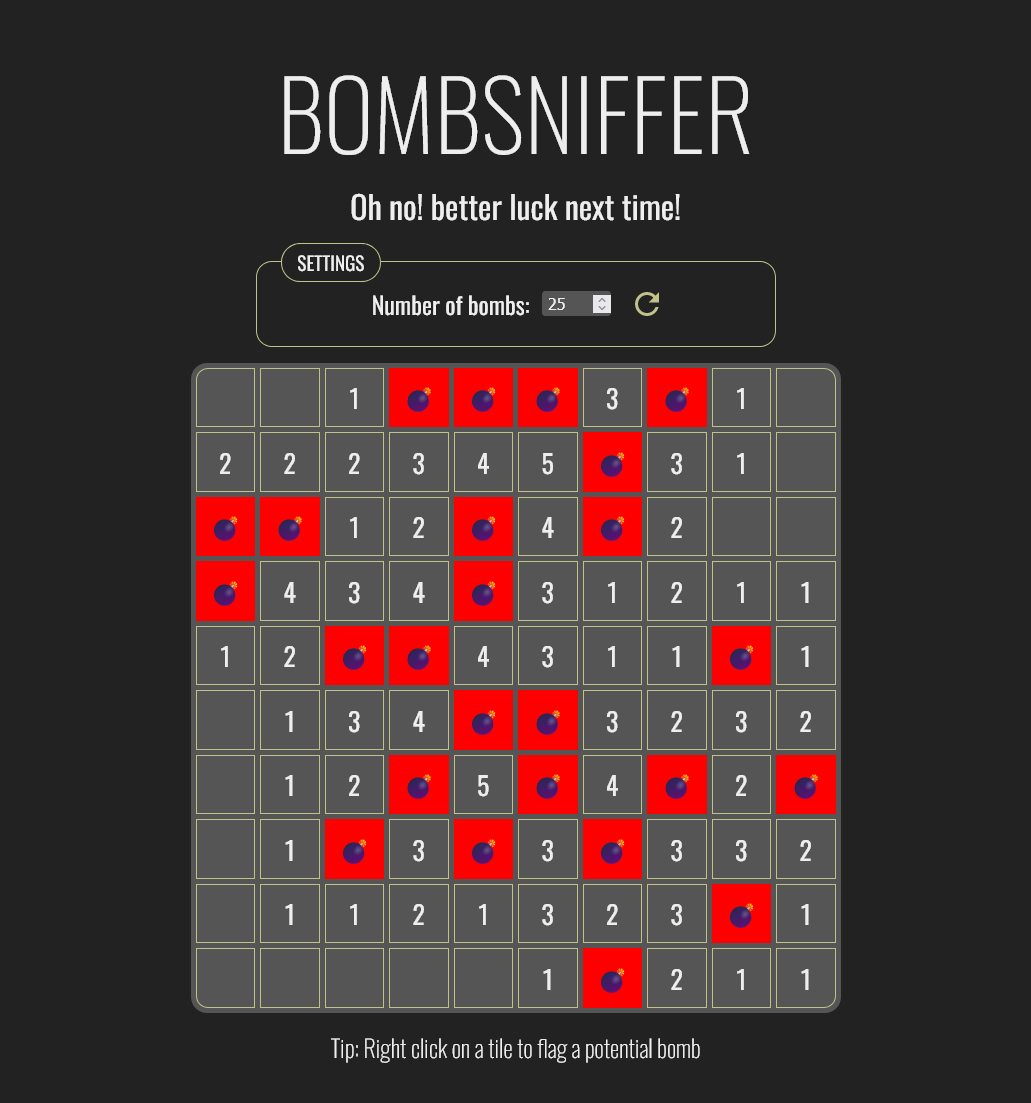 BOMBSNIFFER
Oh no! better luck next time!
SETTINGS
Number of bombs: 25
1 3 1
2 2 2 3 4 5 3 1
1 2 4 2
4 3 4 3 1 2 1 1
1 2 4 3 1 1 1
1 3 4 3 2 3 2
1 2 5 4 2
1 3 3 3 3 2
1 1 2 1 3 2 3 1
1 2 1 1
Tip: Right click on a tile to flag a potential bomb